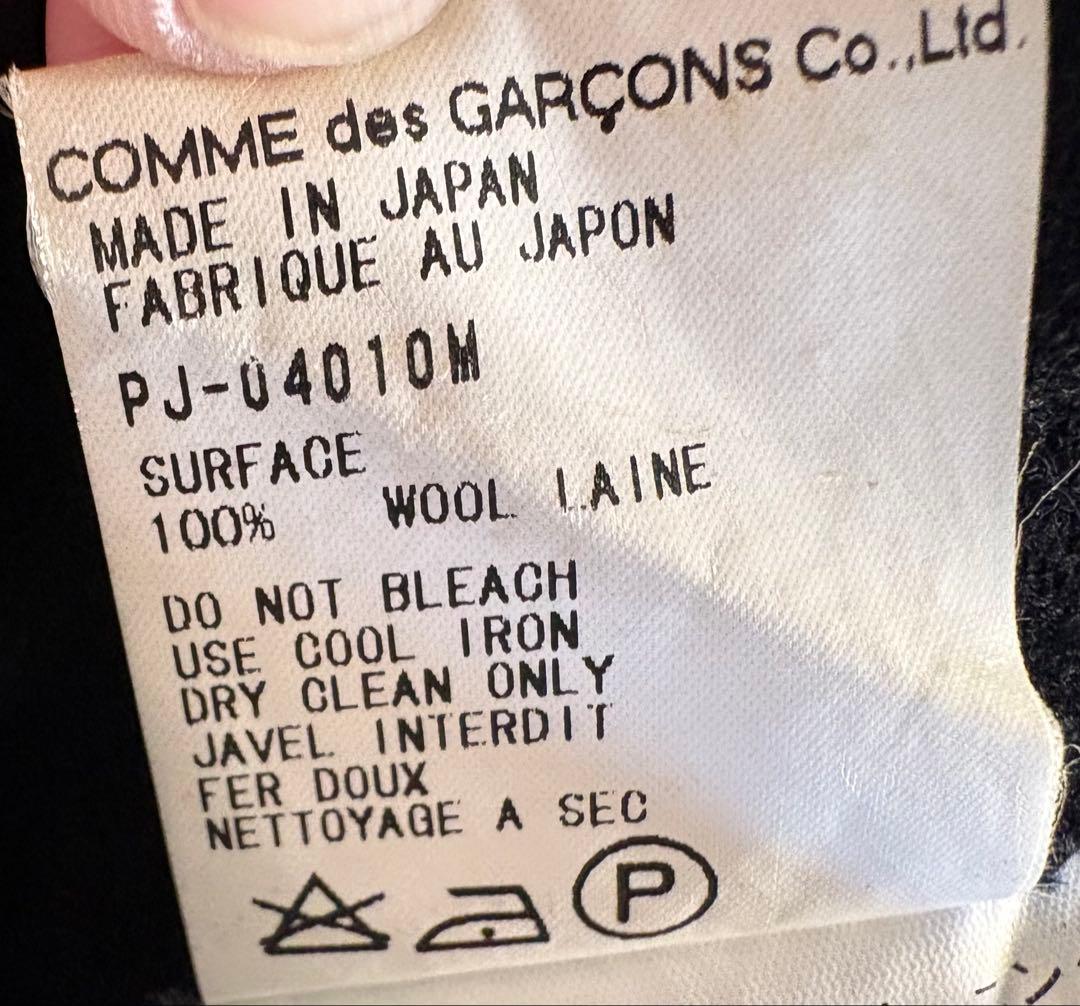 COMME des GARÇONS Co.,Ltd.
MADE IN JAPAN
FABRIQUE AU JAPON
PJ-04010M
SURFACE
100% WOOL LAINE
DO NOT BLEACH
USE COOL IRON
DRY CLEAN ONLY
JAVEL INTERDIT
FER DOUX
NETTOYAGE A SEC
P